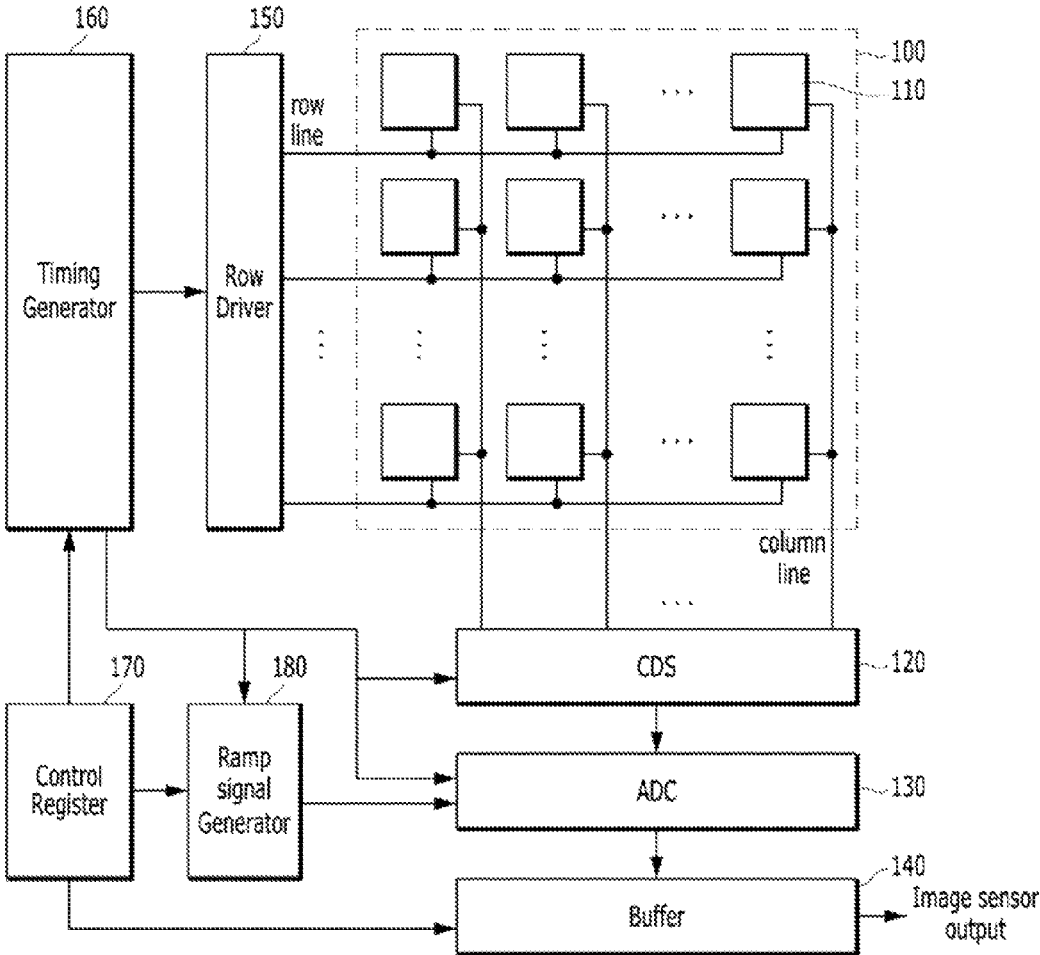 160
150
100
110
row
line
Timing
Generator
Row
Driver
column
line
170
180
CDS
120
Control
Register
Ramp
signal
Generator
ADC
130
140
Buffer
Image sensor
output